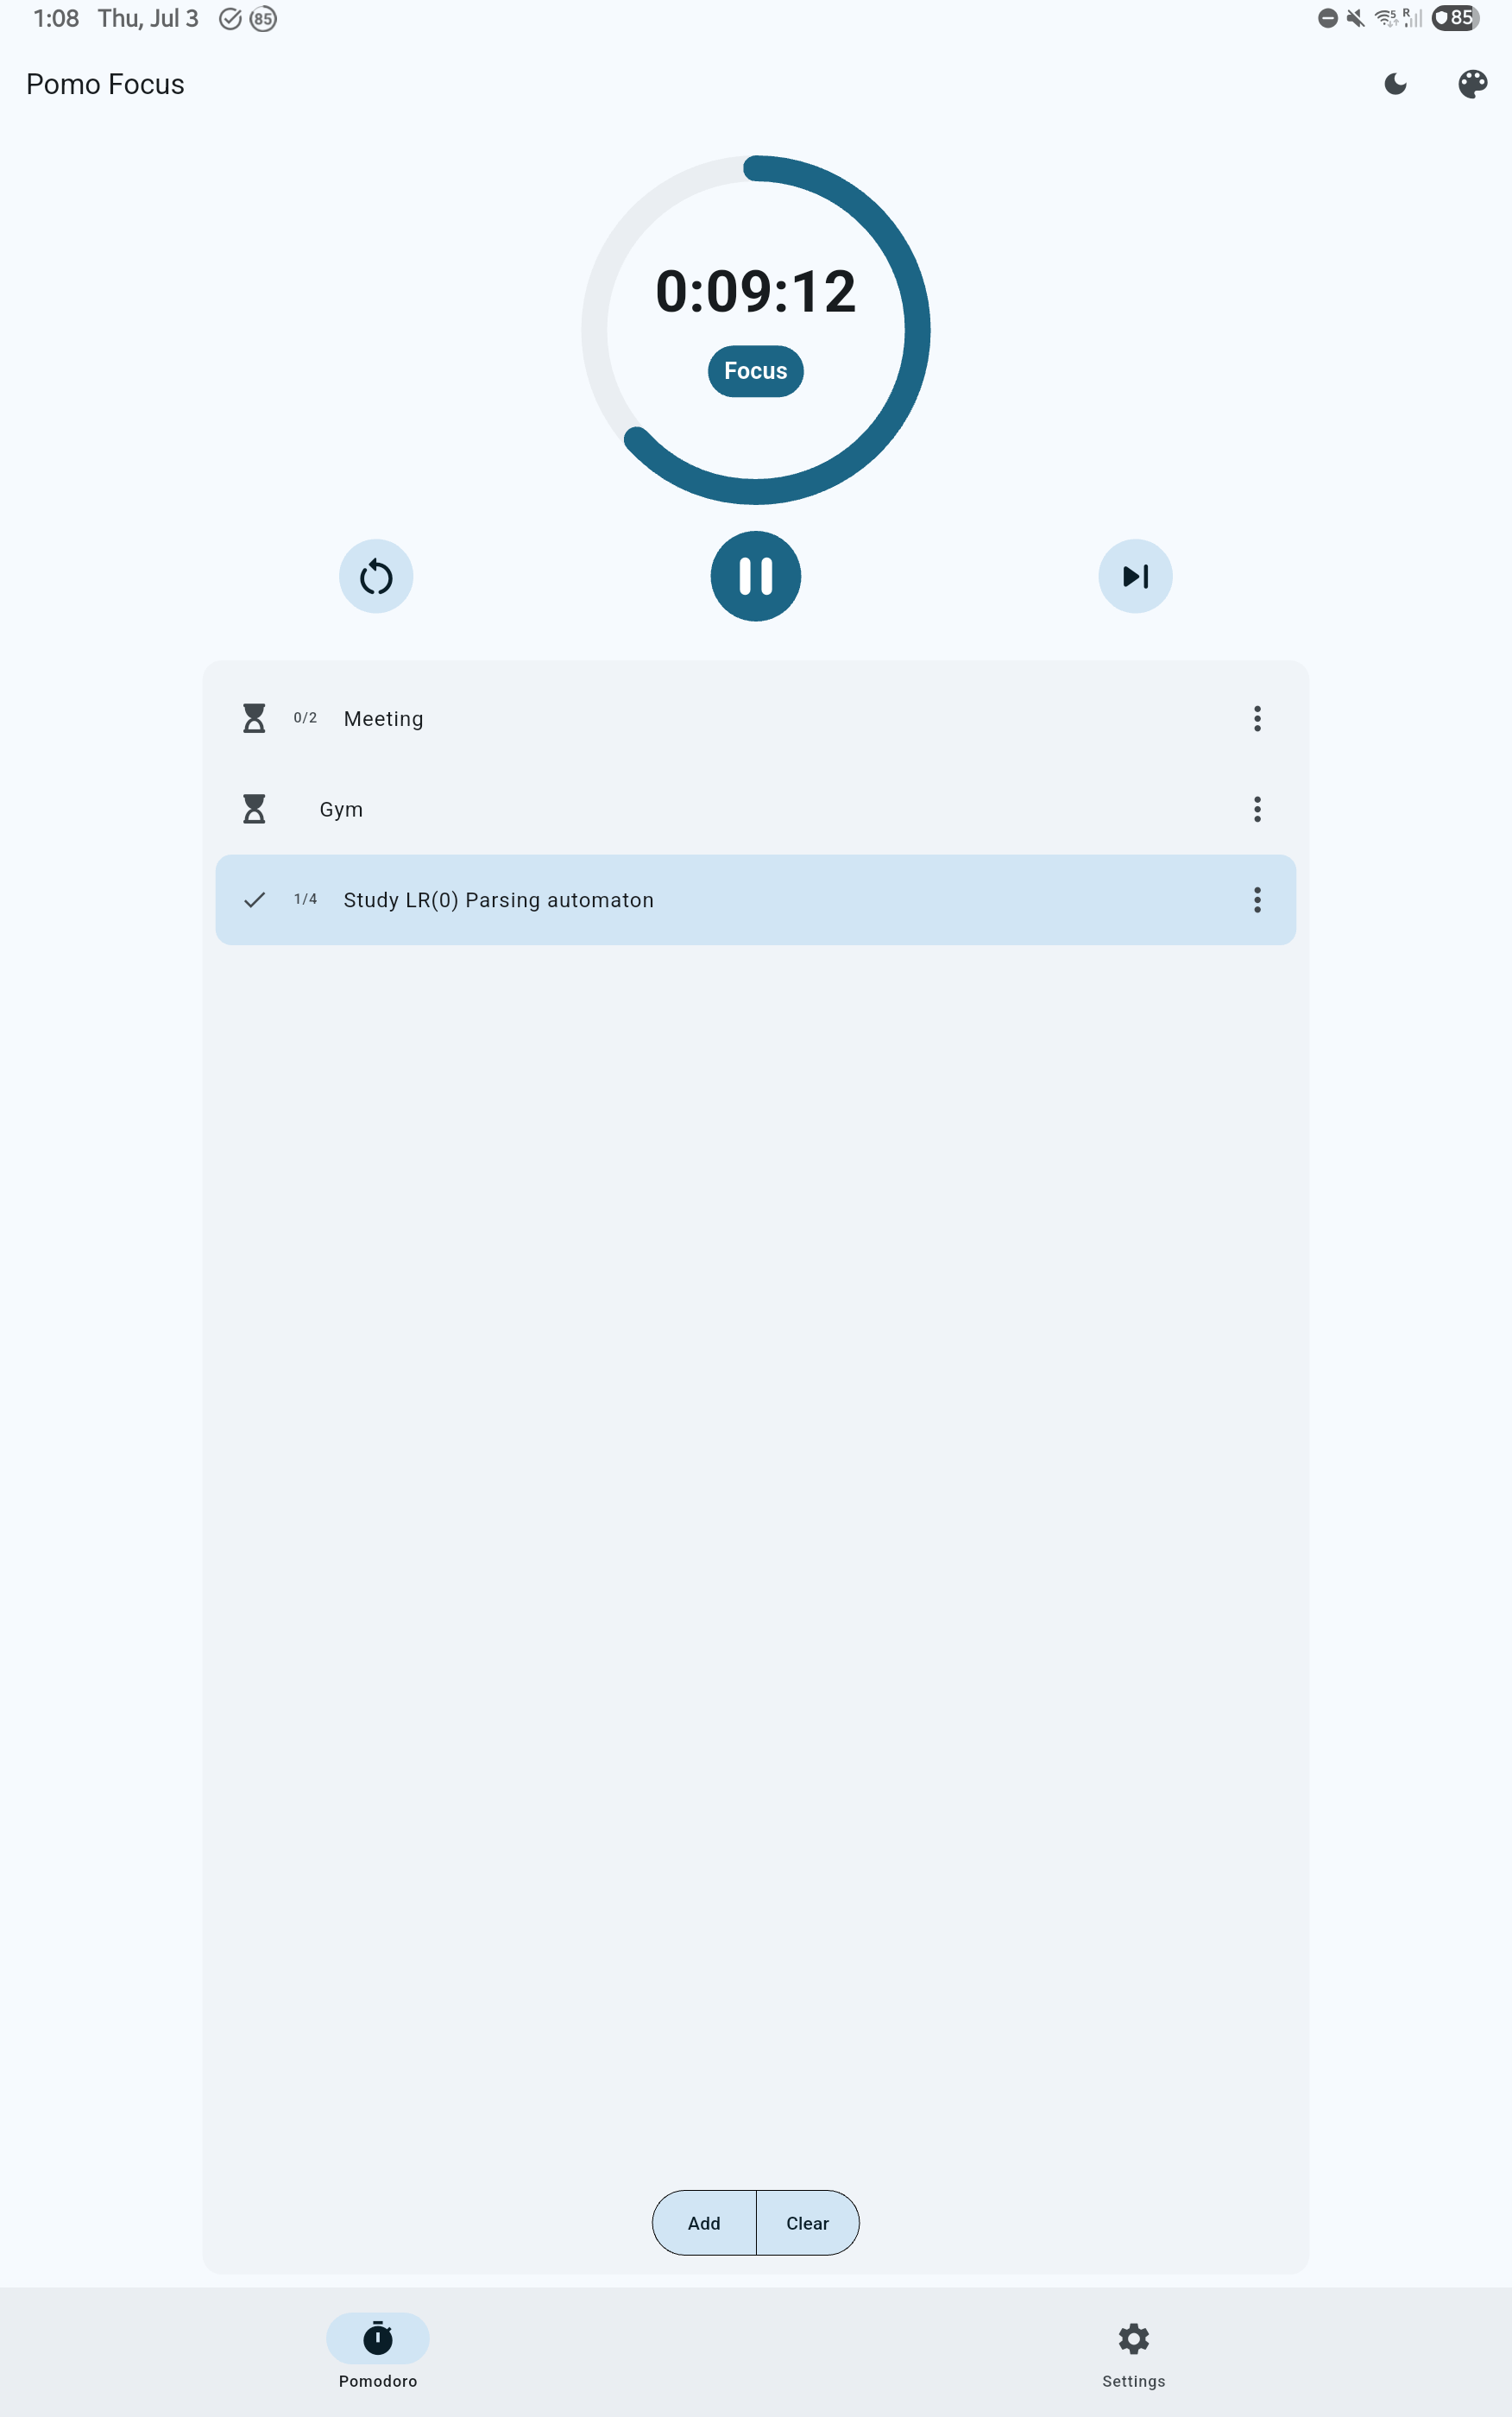 1:08 Thu, Jul 3 85 5 R 85
Pomo Focus
0:09:12
Focus
0/2 Meeting
Gym
1/4 Study LR(0) Parsing automaton
Add Clear
Pomodoro Settings